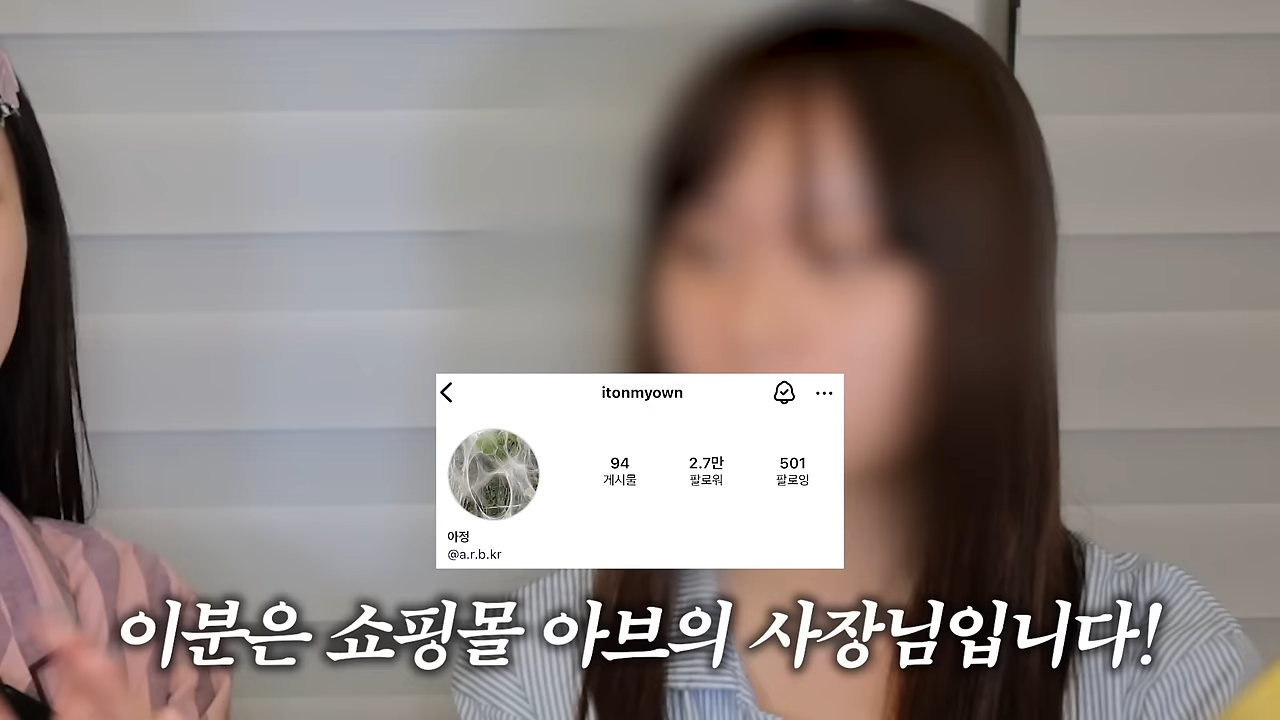 itonmyown
94 2.7만 501
게시물 팔로워 팔로잉
아정
@a.r.b.kr
이분은 쇼핑몰 아브의 사장님입니다!